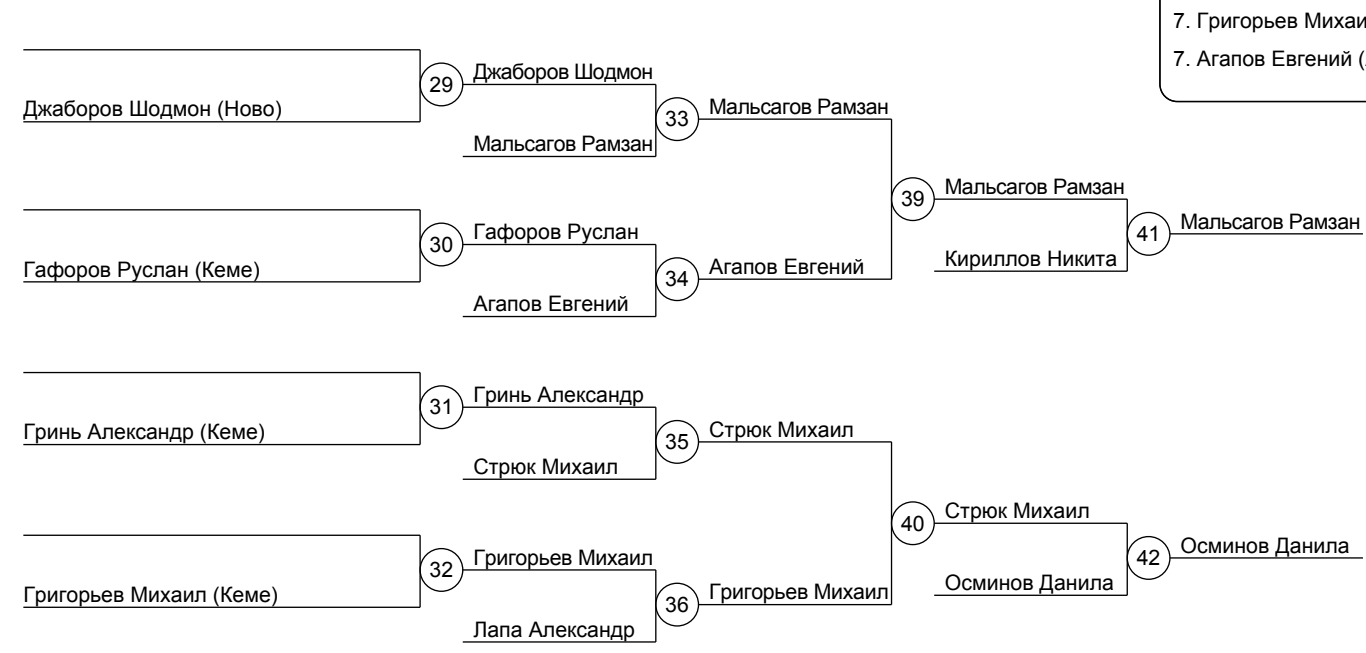 7. Григорьев Михаи
7. Агапов Евгений (
29
Джаборов Шодмон
Джаборов Шодмон (Ново)
33
Мальсагов Рамзан
Мальсагов Рамзан
39
Мальсагов Рамзан
30
Гафоров Руслан
41
Мальсагов Рамзан
Гафоров Руслан (Кеме)
34
Агапов Евгений
Кириллов Никита
Агапов Евгений
31
Гринь Александр
Гринь Александр (Кеме)
35
Стрюк Михаил
Стрюк Михаил
40
Стрюк Михаил
32
Григорьев Михаил
42
Осминов Данила
Григорьев Михаил (Кеме)
36
Григорьев Михаил
Осминов Данила
Лапа Александр